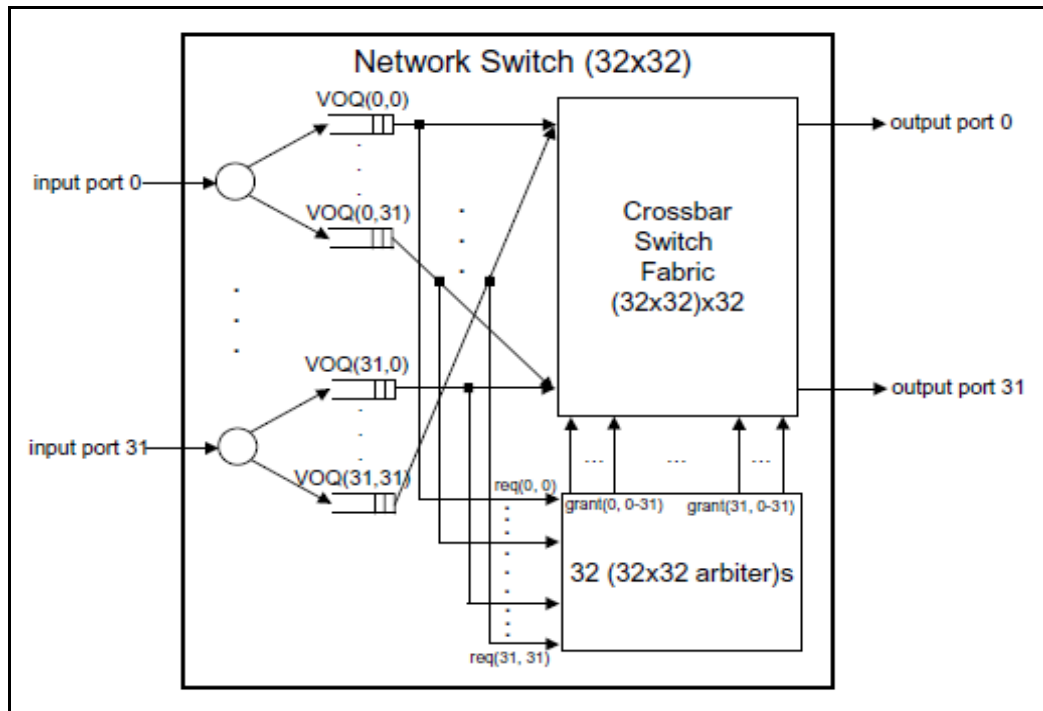 Network Switch (32x32)
VOQ(0,0)
input port 0
VOQ(0,31)
Crossbar
Switch
Fabric
(32x32)x32
output port 0
VOQ(31,0)
output port 31
input port 31
VOQ(31,31)
req(0, 0)
grant(0, 0-31)
grant(31, 0-31)
32 (32x32 arbiter)s
req(31, 31)